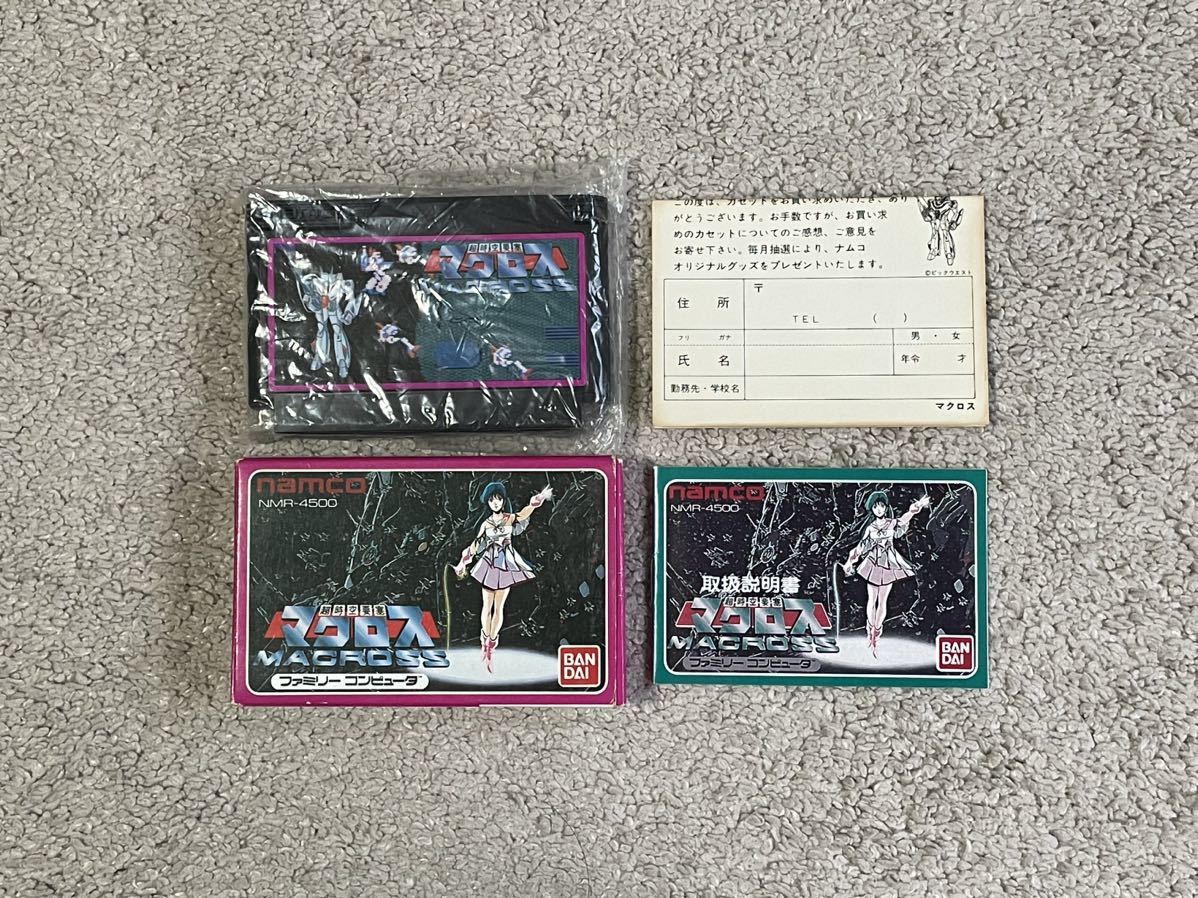 超時空要塞
マクロス
MACROSS
この度は、カセットをお買い求めいただき、あり
がとうございます。お手数ですが、お買い求
めのカセットについてのご感想、ご意見を
お寄せ下さい。毎月抽選により、ナムコ
オリジナルグッズをプレゼントいたします。
©ビックウエスト
住所
〒
TEL ( )
フリ ガナ
男・女
氏名
年令 才
勤務先・学校名
マクロス
namco
NMR-4500
超時空要塞
マクロス
MACROSS
ファミリー コンピュータ™
BAN
DAI
namco
NMR-4500
取扱説明書
超時空要塞
マクロス
MACROSS
ファミリー コンピュータ™
BAN
DAI